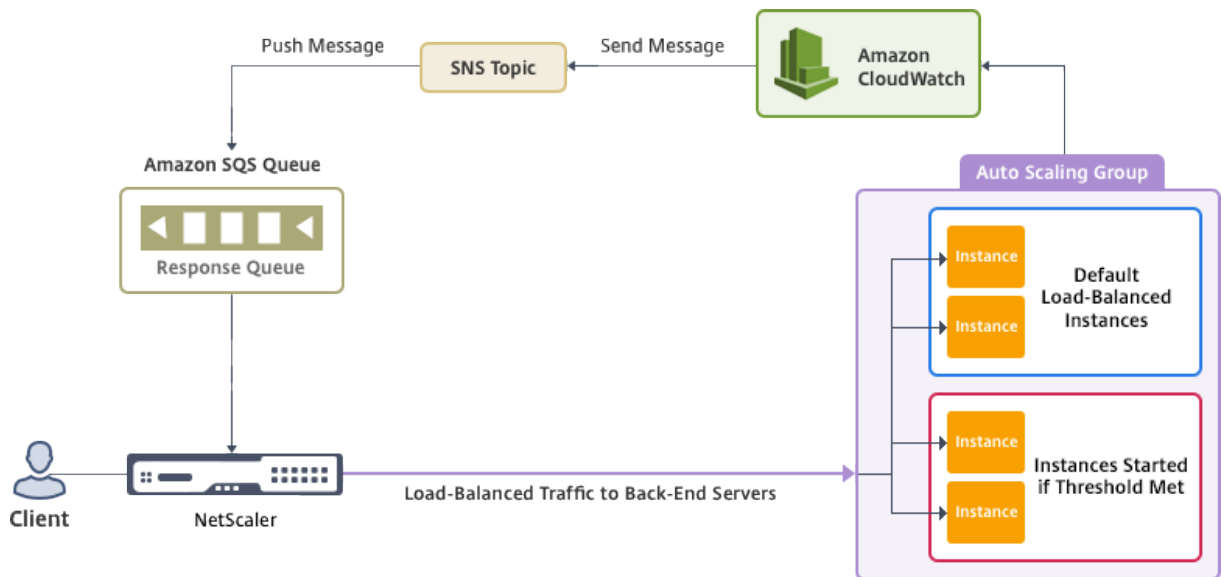 Push Message
Send Message
SNS Topic
Amazon
CloudWatch
Amazon SQS Queue
Response Queue
Auto Scaling Group
Instance
Instance
Default
Load-Balanced
Instances
Instance
Instance
Instances Started
if Threshold Met
Client
NetScaler
Load-Balanced Traffic to Back-End Servers